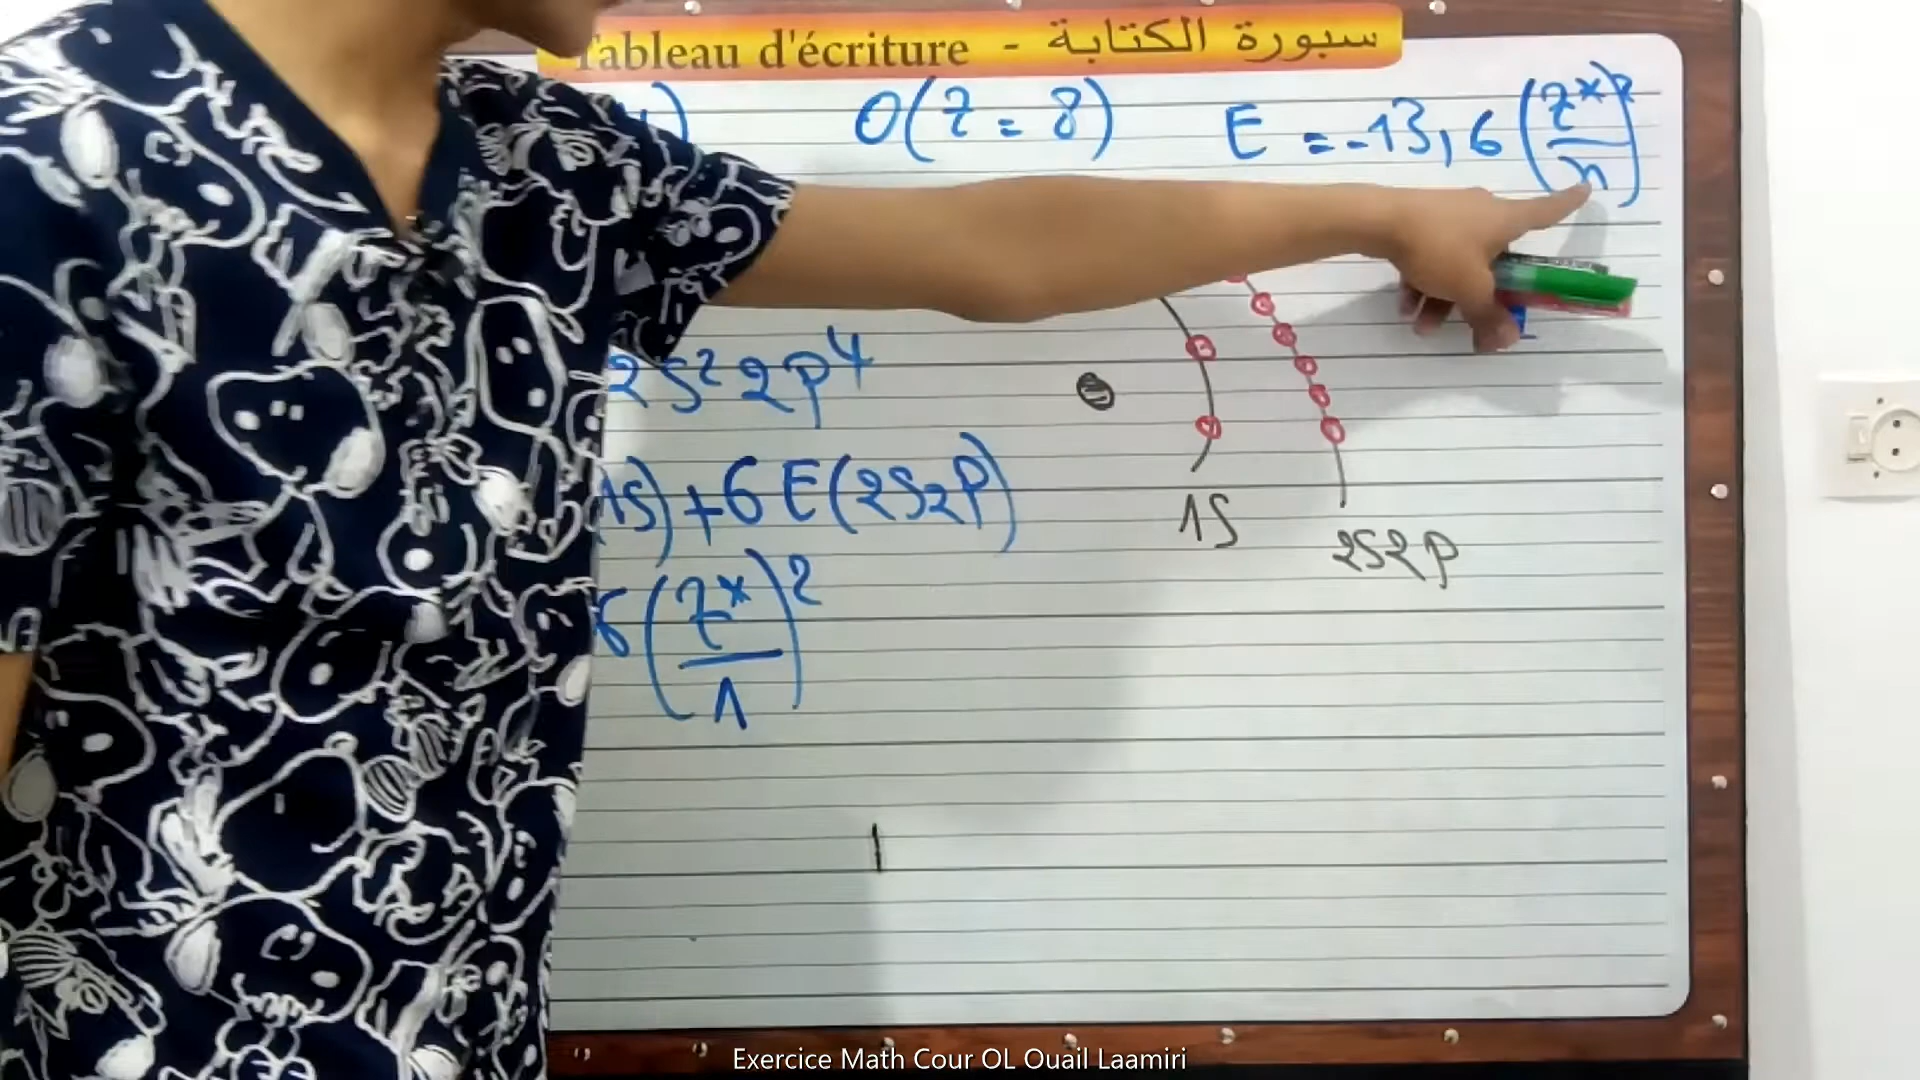 Tableau d'écriture - سبورة الكتابة
O(Z = 8)
E = -13,6 (Z*/n)²
2S² 2P⁴
1S) + 6 E(2S2P)
6 (Z*/1)²
1S
2S2P
Exercice Math Cour OL Ouail Laamiri